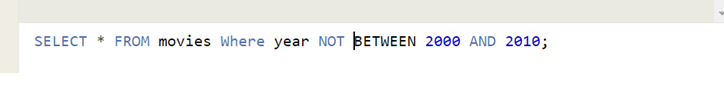 SELECT * FROM movies Where year NOT BETWEEN 2000 AND 2010;